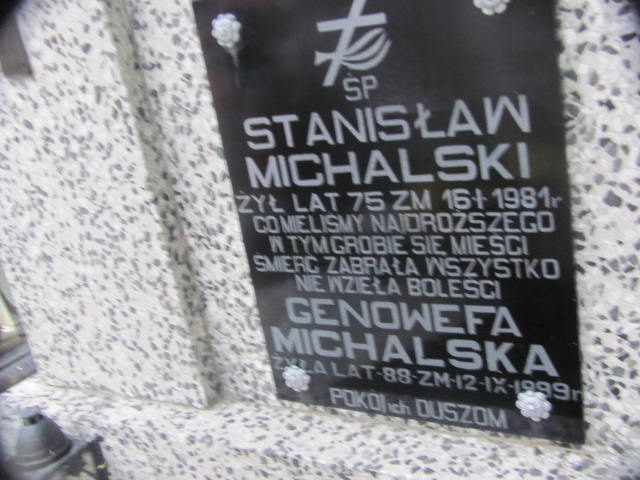 ŚP
STANISŁAW
MICHALSKI
ŻYŁ LAT 75 ZM 16·I·1981r
CO MIELIŚMY NAJDROŻSZEGO
W TYM GROBIE SIĘ MIEŚCI
ŚMIERĆ ZABRAŁA WSZYSTKO
NIE WZIEŁA BOLEŚCI
GENOWEFA
MICHALSKA
ŻYŁA LAT-88-ZM-12-IX-1999r
POKÓJ ich DUSZOM